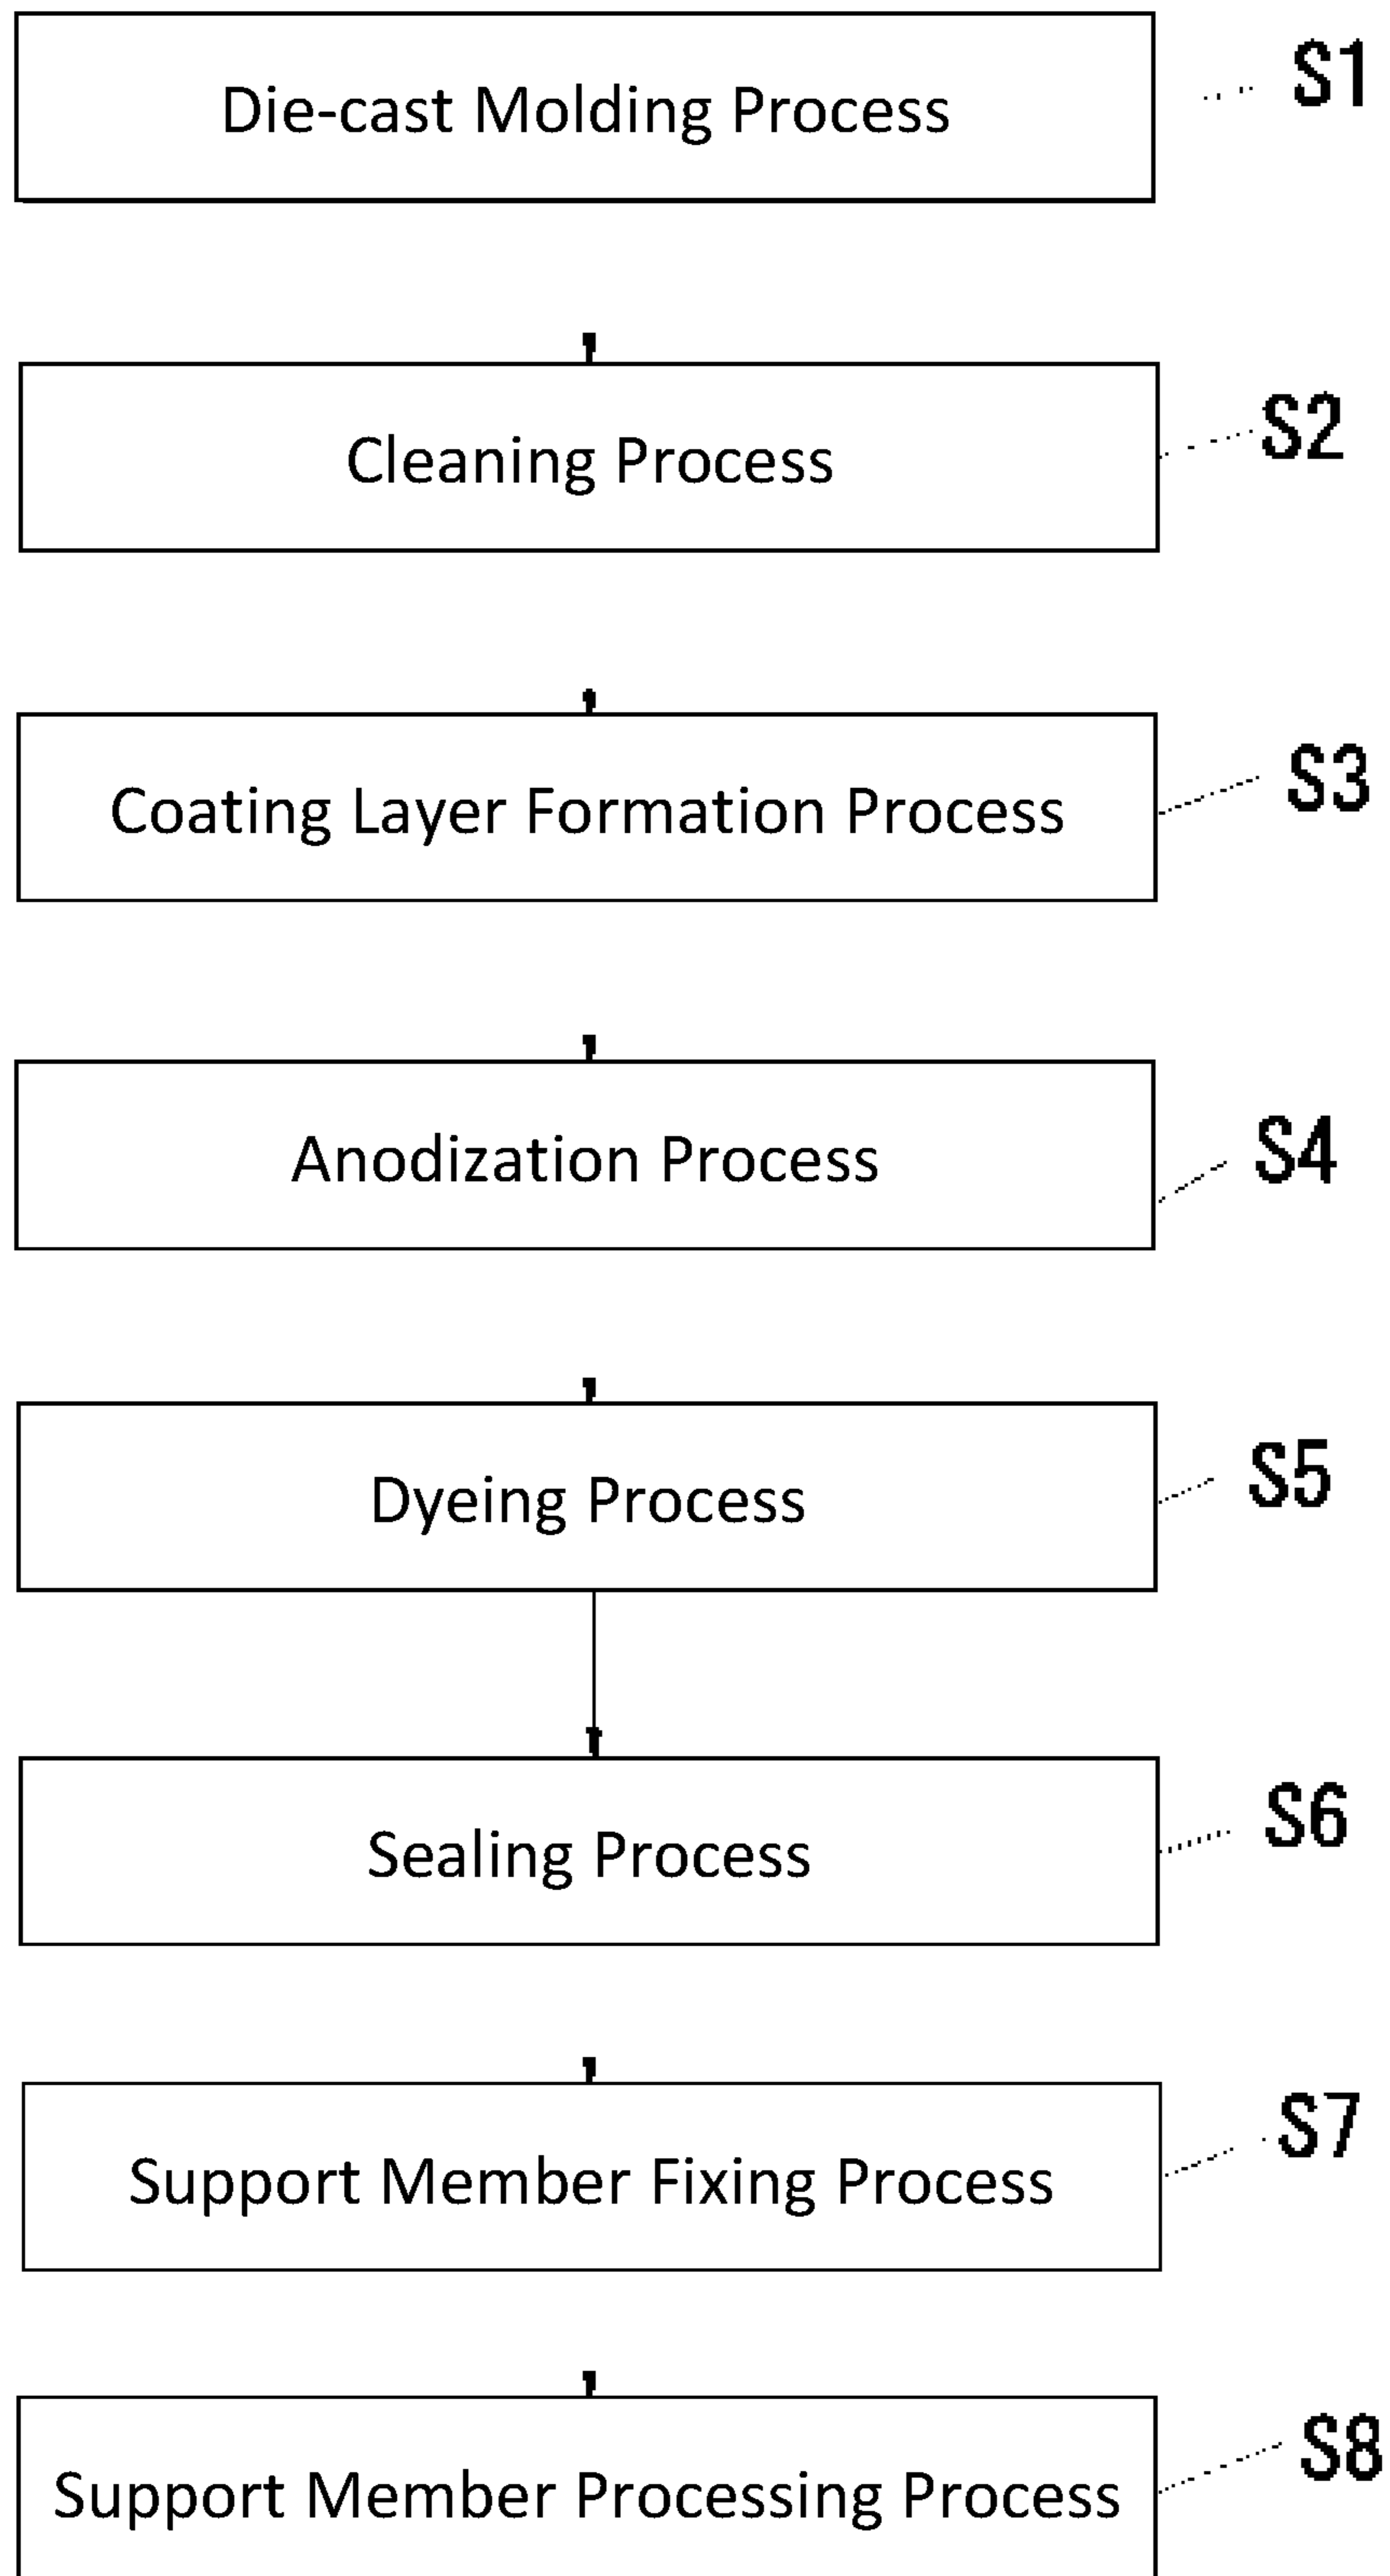 Die-cast Molding Process S1
Cleaning Process S2
Coating Layer Formation Process S3
Anodization Process S4
Dyeing Process S5
Sealing Process S6
Support Member Fixing Process S7
Support Member Processing Process S8